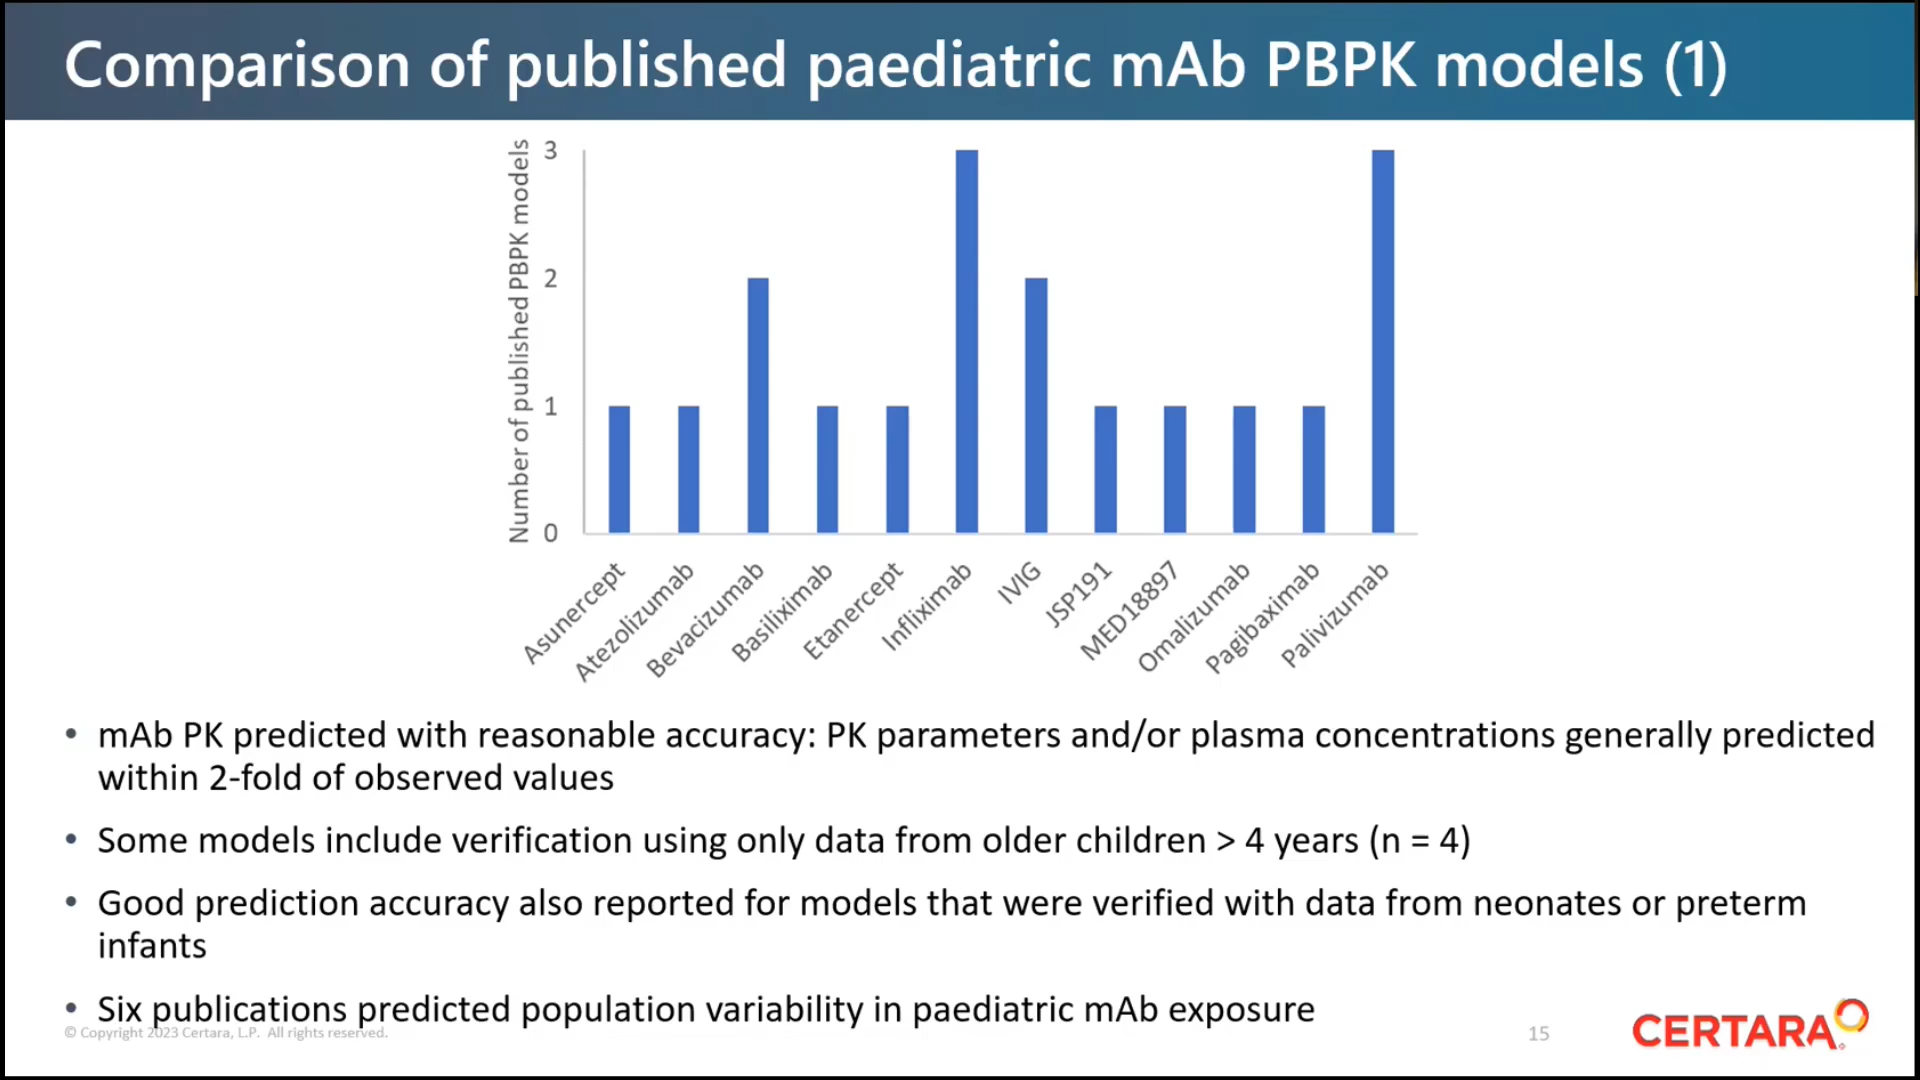 Comparison of published paediatric mAb PBPK models (1)
Number of published PBPK models
3
2
1
0
Asunercept
Atezolizumab
Bevacizumab
Basiliximab
Etanercept
Infliximab
IVIG
JSP191
MED18897
Omalizumab
Pagibaximab
Palivizumab
• mAb PK predicted with reasonable accuracy: PK parameters and/or plasma concentrations generally predicted
within 2-fold of observed values
• Some models include verification using only data from older children > 4 years (n = 4)
• Good prediction accuracy also reported for models that were verified with data from neonates or preterm
infants
• Six publications predicted population variability in paediatric mAb exposure
© Copyright 2023 Certara, L.P. All rights reserved.
15
CERTARA